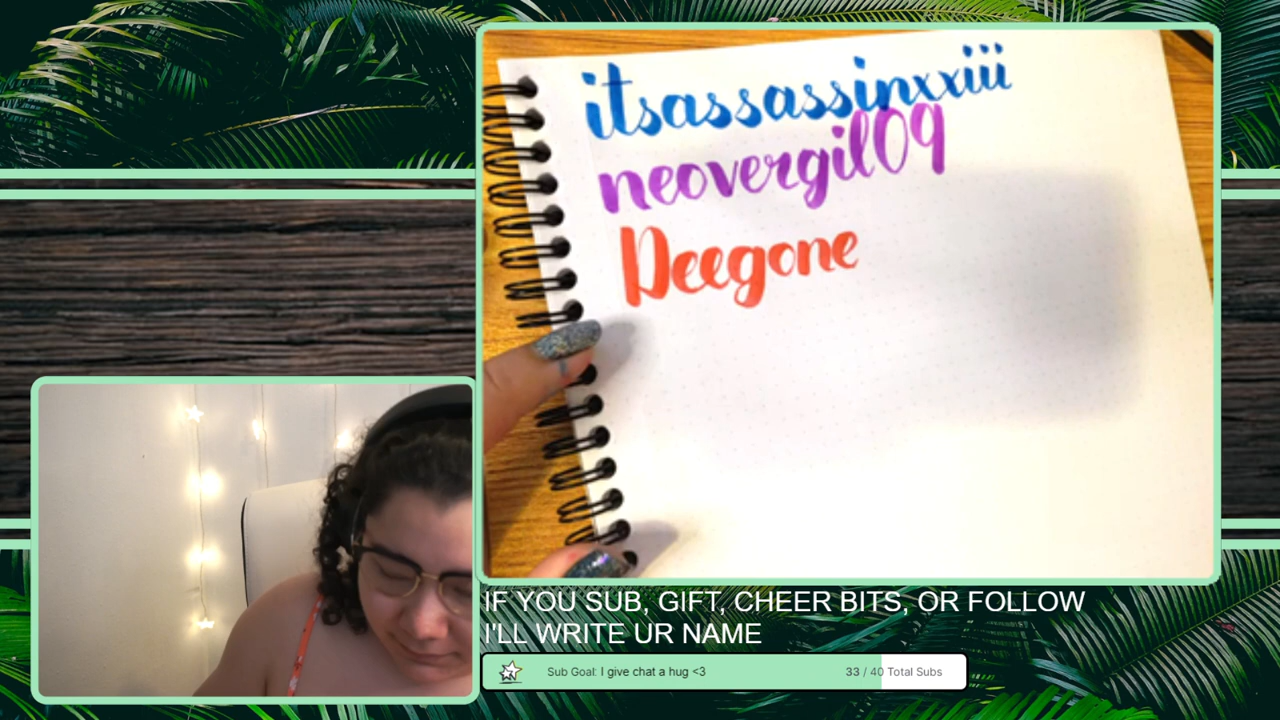 itsassassinxxiii
neovergil09
Deegone
IF YOU SUB, GIFT, CHEER BITS, OR FOLLOW
I'LL WRITE UR NAME
Sub Goal: I give chat a hug <3 33 / 40 Total Subs